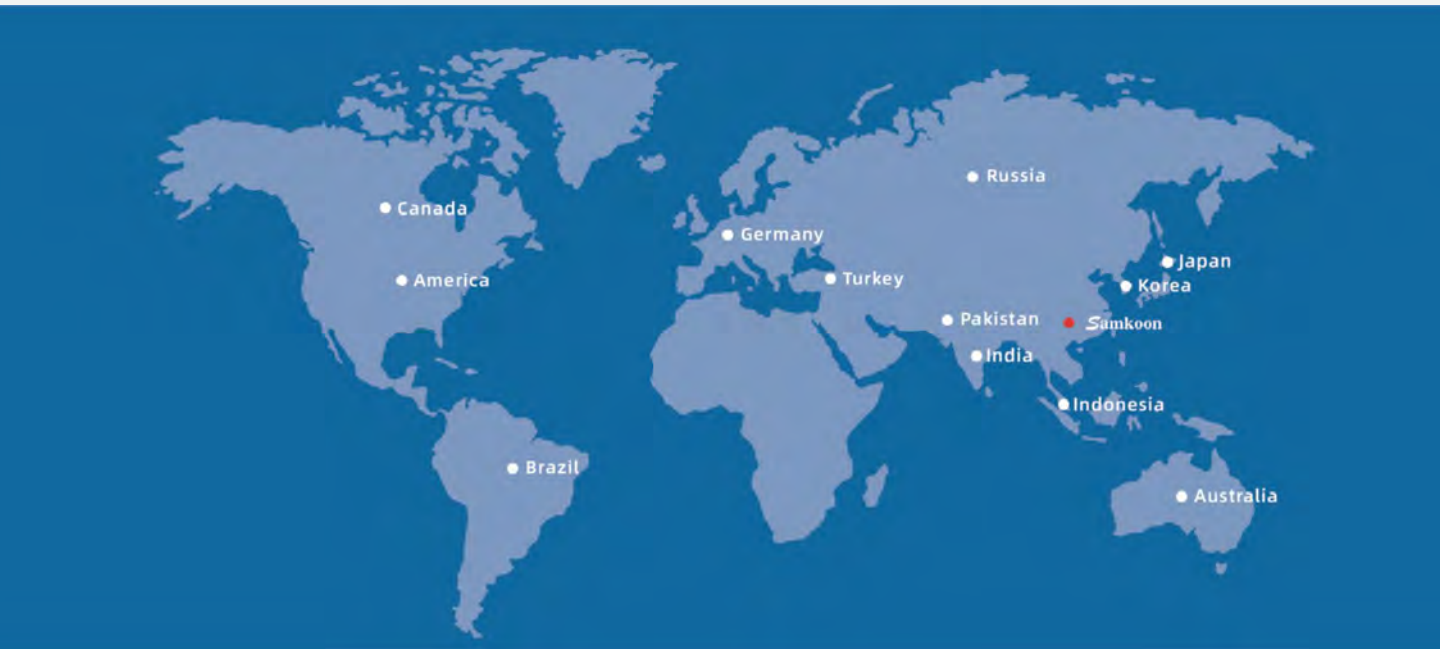 Russia
Canada
Germany
Japan
America
Turkey
Korea
Pakistan
Samkoon
India
Indonesia
Brazil
Australia